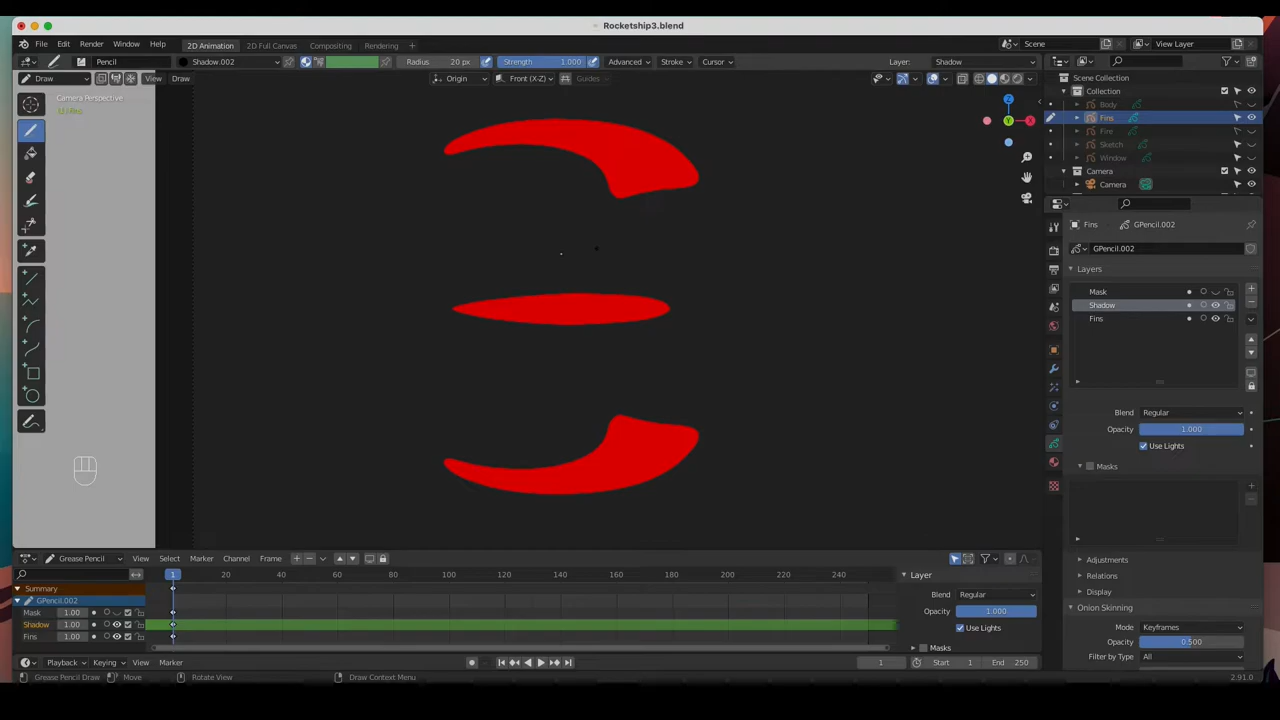 Rocketship3.blend
File Edit Render Window Help 2D Animation 2D Full Canvas Compositing Rendering + Scene View Layer
Pencil Shadow.002 Radius 20 px Strength 1.000 Advanced Stroke Cursor Layer: Shadow
Draw View Draw Origin Front (X-Z) Guides
Camera Perspective
Scene Collection
Collection
Body
Fins
Fire
Sketch
Window
Camera
Camera
Fins GPencil.002
GPencil.002
Layers
Mask
Shadow
Fins
Blend Regular
Opacity 1.000
Use Lights
Masks
Adjustments
Relations
Display
Onion Skinning
Mode Keyframes
Opacity 0.500
Filter by Type All
Grease Pencil View Select Marker Channel Frame
1 20 40 60 80 100 120 140 160 180 200 220 240
Summary
GPencil.002
Mask 1.00
Shadow 1.00
Fins 1.00
Layer
Blend Regular
Opacity 1.000
Use Lights
Masks
Playback Keying View Marker 1 Start 1 End 250
Grease Pencil Draw Move Rotate View Draw Context Menu 2.91.0